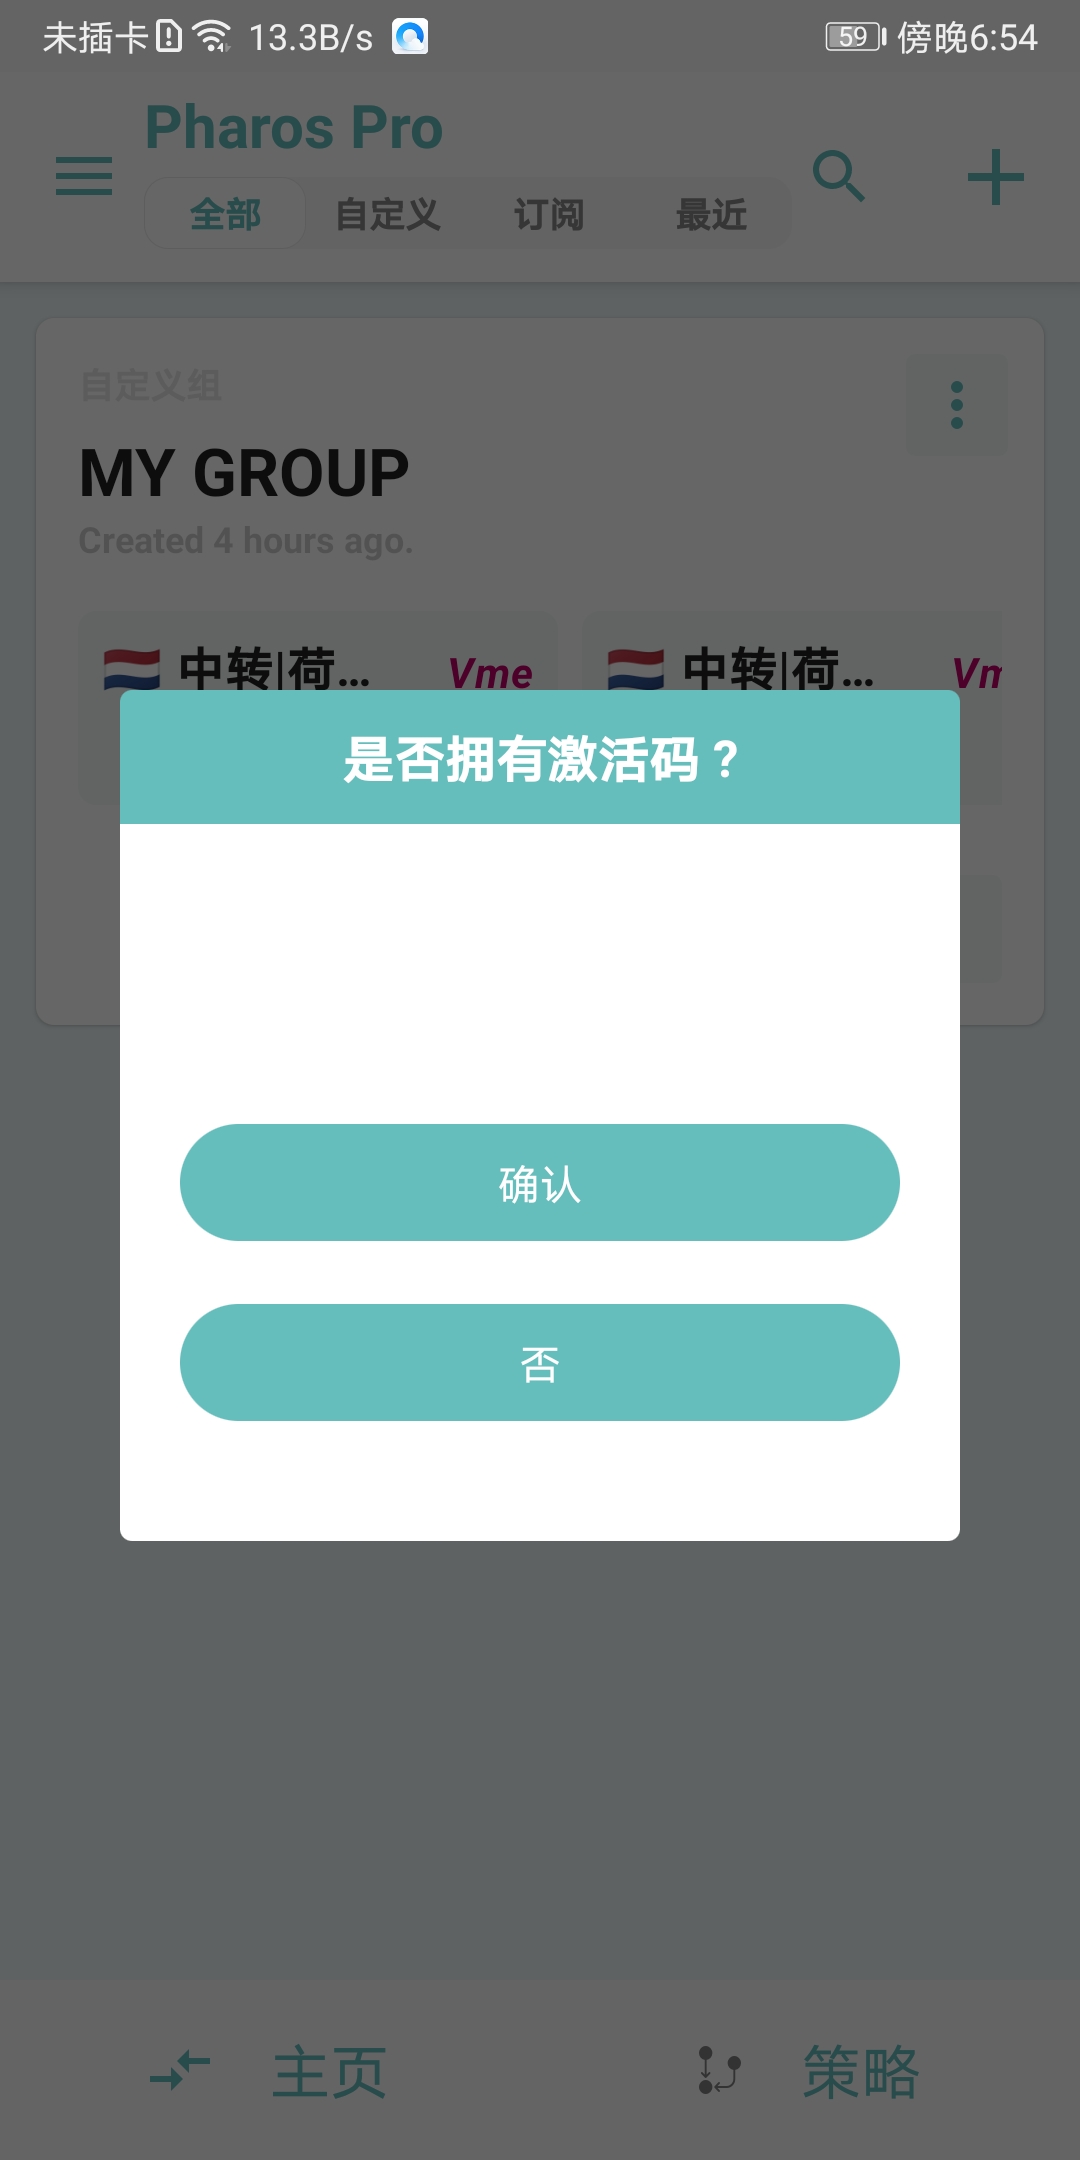 未插卡 13.3B/s 59 傍晚6:54
Pharos Pro
全部 自定义 订阅 最近
自定义组
MY GROUP
Created 4 hours ago.
中转|荷... Vme 中转|荷... Vm
是否拥有激活码？
确认
否
主页 策略